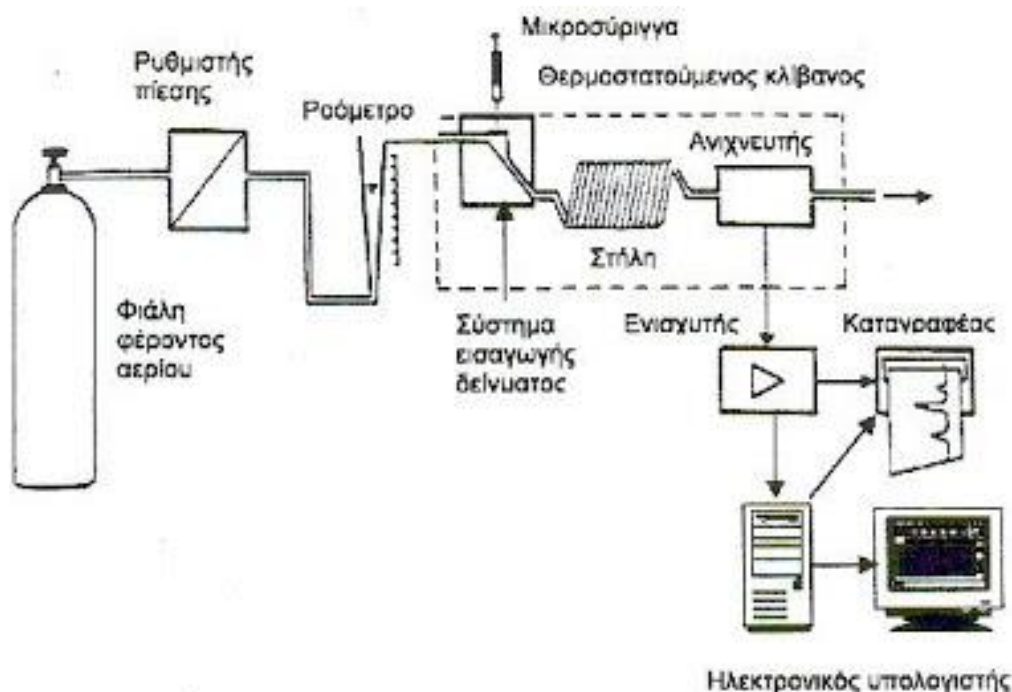 Μικροσύριγγα
Ρυθμιστής
πίεσης
Θερμοστατούμενος κλίβανος
Ροόμετρο
Ανιχνευτής
Στήλη
Φιάλη
φέροντος
αερίου
Σύστημα
εισαγωγής
δείγματος
Ενισχυτής
Καταγραφέας
Ηλεκτρονικός υπολογιστής